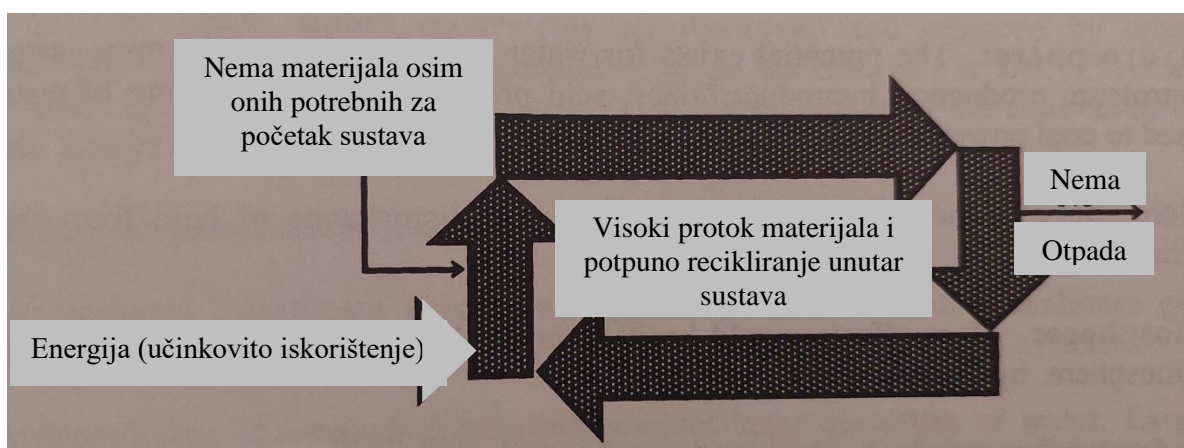 Nema materijala osim
onih potrebnih za
početak sustava
Nema
Otpada
Visoki protok materijala i
potpuno recikliranje unutar
sustava
Energija (učinkovito iskorištenje)